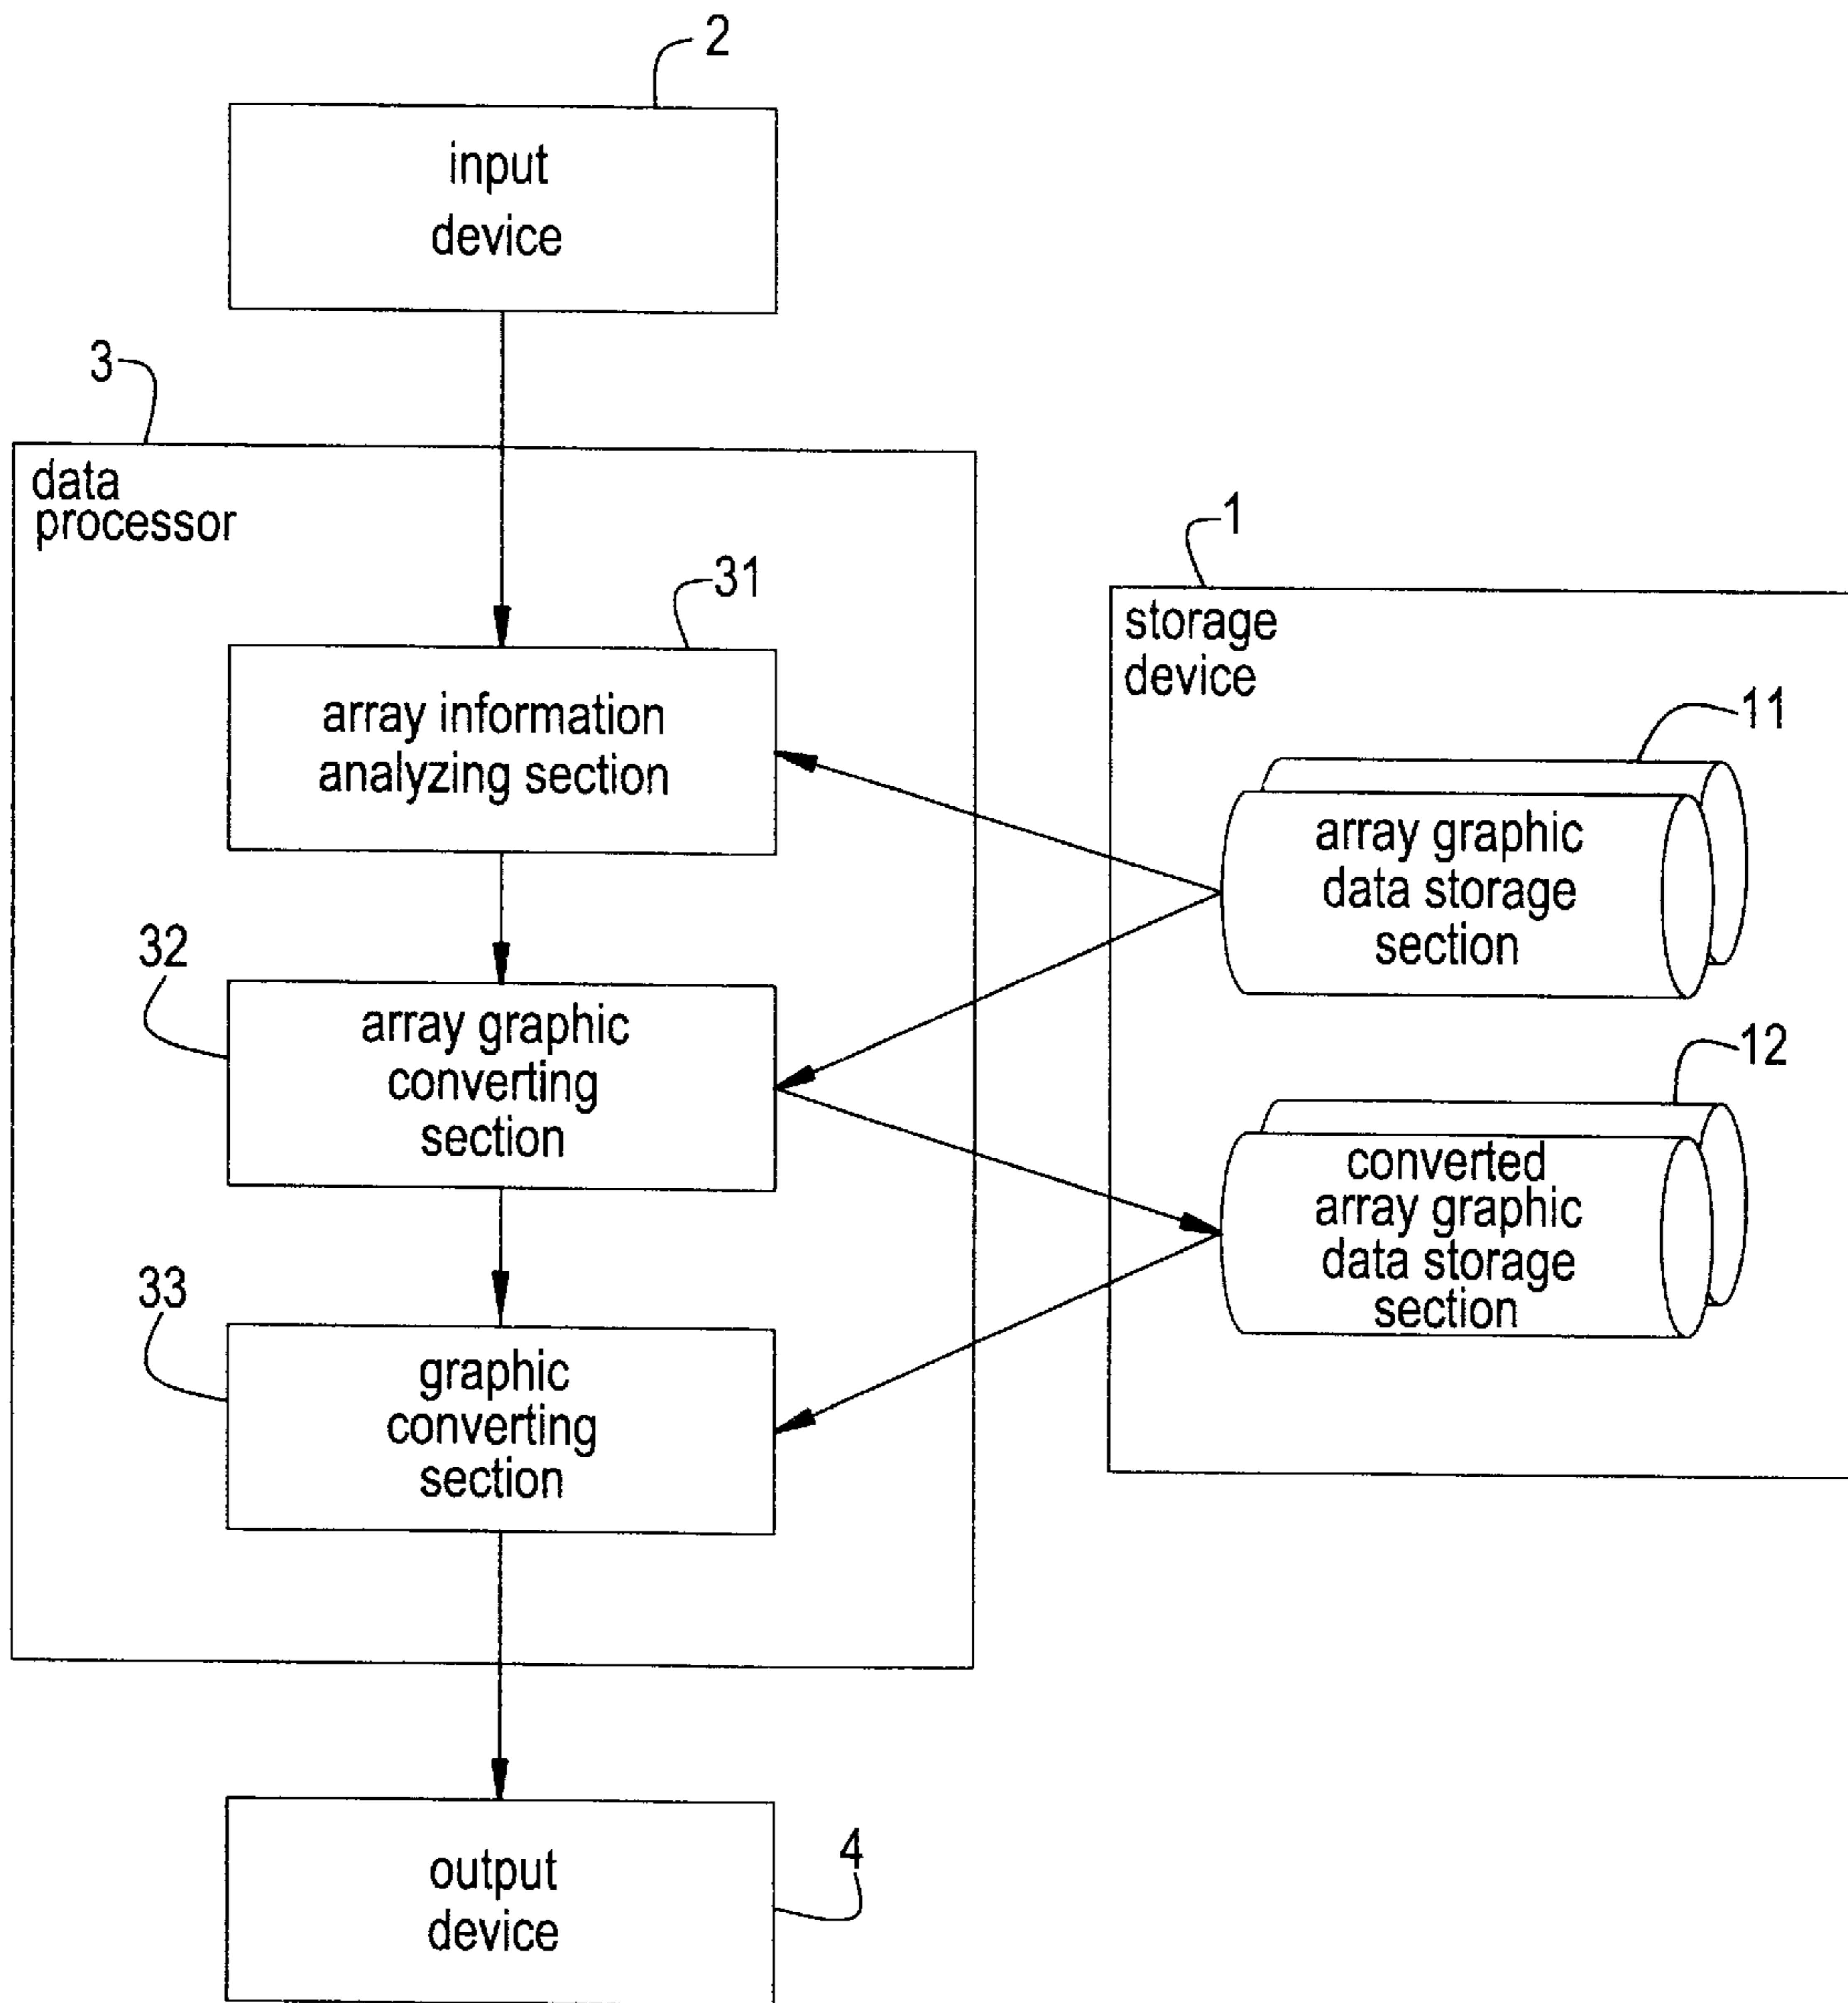 2
input
device
3
data
processor
31
array information
analyzing section
32
array graphic
converting
section
33
graphic
converting
section
1
storage
device
11
array graphic
data storage
section
12
converted
array graphic
data storage
section
4
output
device